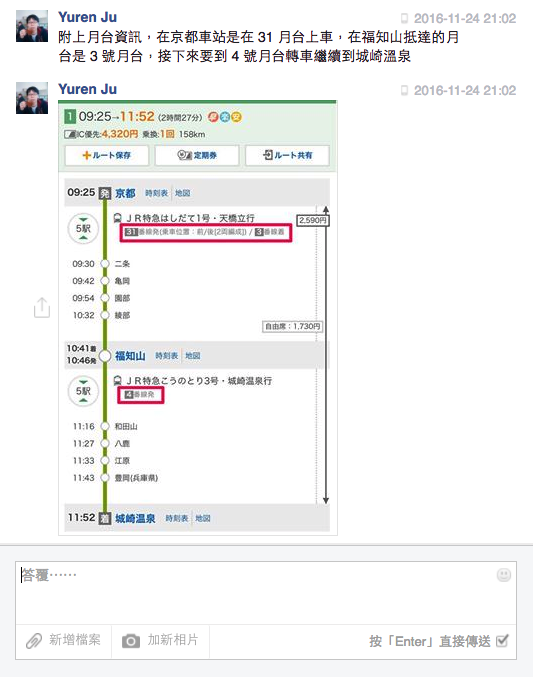 Yuren Ju
2016-11-24 21:02
附上月台資訊，在京都車站是在 31 月台上車，在福知山抵達的月
台是 3 號月台，接下來要到 4 號月台轉車繼續到城崎溫泉
Yuren Ju
2016-11-24 21:02
1 09:25→11:52 (2時間27分) 早 楽 安
IC優先:4,320円 乗換:1回 158km
ルート保存 定期券 ルート共有
09:25 発 京都 時刻表 地図
2,590円
5駅
ＪＲ特急はしだて1号・天橋立行
31番線発(乗車位置：前/後[2両編成]) / 3番線着
09:30 二条
09:42 亀岡
09:54 園部
10:32 綾部
自由席：1,730円
10:41着
10:46発
福知山 時刻表 地図
5駅
ＪＲ特急こうのとり3号・城崎温泉行
4番線発
11:16 和田山
11:27 八鹿
11:33 江原
11:43 豊岡(兵庫県)
11:52 着 城崎温泉 時刻表 地図
答覆……
新增檔案 加新相片 按「Enter」直接傳送